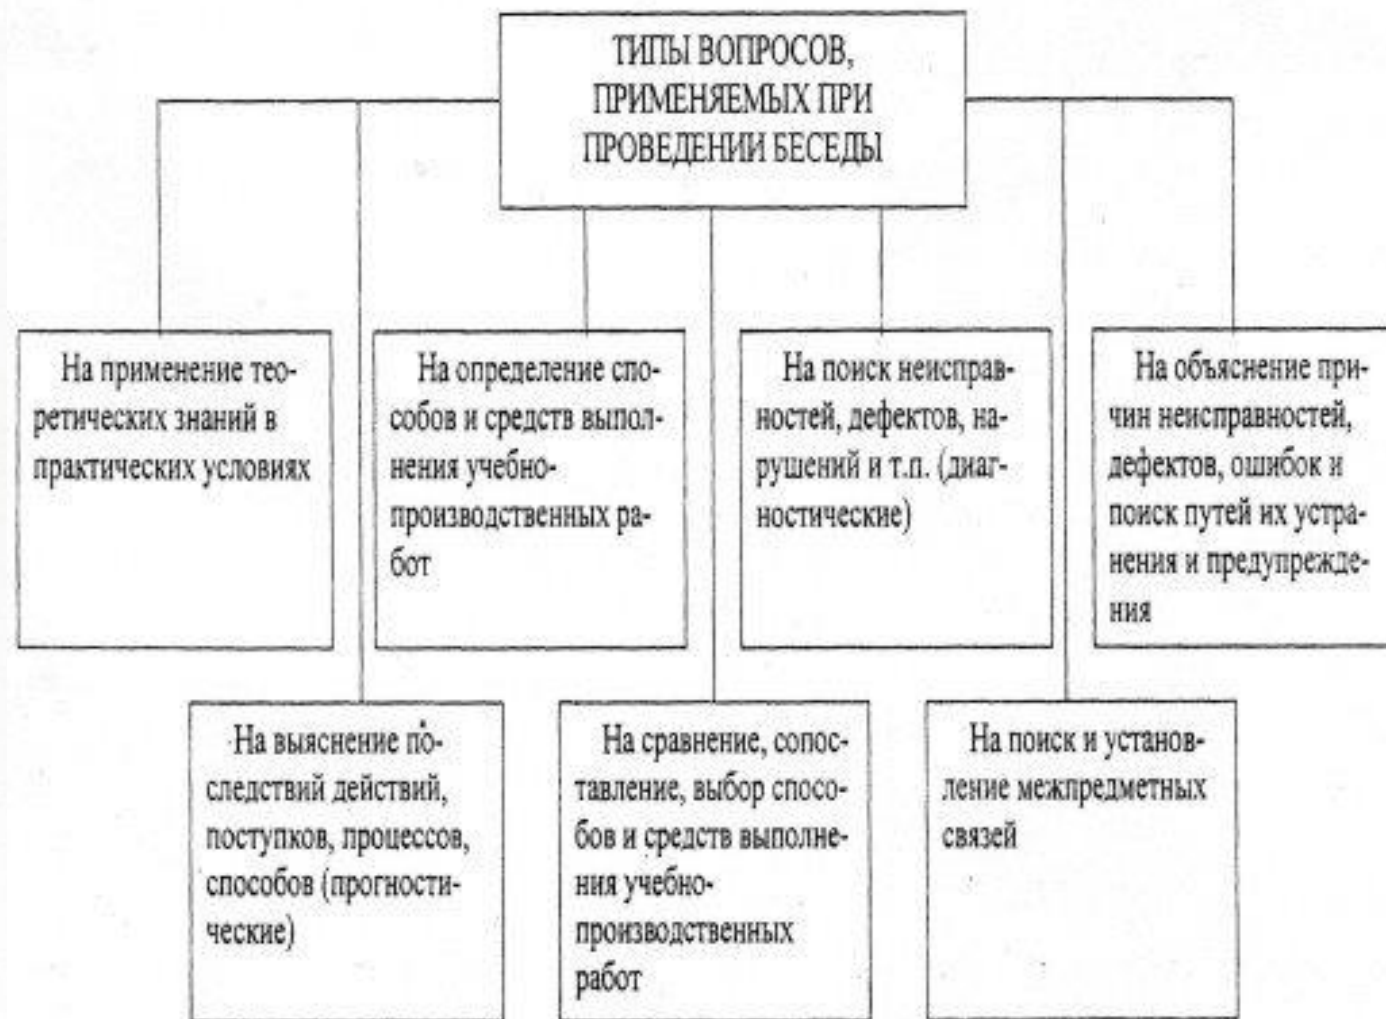 ТИПЫ ВОПРОСОВ,
ПРИМЕНЯЕМЫХ ПРИ
ПРОВЕДЕНИИ БЕСЕДЫ
На применение тео-
ретических знаний в
практических условиях
На определение спо-
собов и средств выпол-
нения учебно-
производственных ра-
бот
На поиск неисправ-
ностей, дефектов, на-
рушений и т.п. (диаг-
ностические)
На объяснение при-
чин неисправностей,
дефектов, ошибок и
поиск путей их устра-
нения и предупрежде-
ния
На выяснение по-
следствий действий,
поступков, процессов,
способов (прогности-
ческие)
На сравнение, сопос-
тавление, выбор спосо-
бов и средств выполне-
ния учебно-
производственных
работ
На поиск и установ-
ление межпредметных
связей